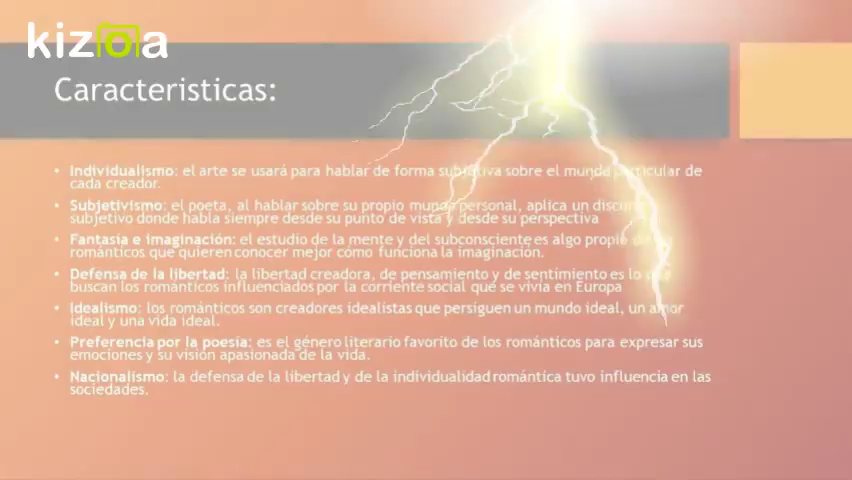 kizoa
Caracteristicas:
• Individualismo: el arte se usará para hablar de forma subjetiva sobre el mundo particular de
cada creador.
• Subjetivismo: el poeta, al hablar sobre su propio mundo personal, aplica un discurso
subjetivo donde habla siempre desde su punto de vista y desde su perspectiva
• Fantasía e imaginación: el estudio de la mente y del subconsciente es algo propio
románticos que quieren conocer mejor cómo funciona la imaginación.
• Defensa de la libertad: la libertad creadora, de pensamiento y de sentimiento es lo que
buscan los románticos influenciados por la corriente social que se vivía en Europa
• Idealismo: los románticos son creadores idealistas que persiguen un mundo ideal, un amor
ideal y una vida ideal.
• Preferencia por la poesía: es el género literario favorito de los románticos para expresar sus
emociones y su visión apasionada de la vida.
• Nacionalismo: la defensa de la libertad y de la individualidad romántica tuvo influencia en las
sociedades.